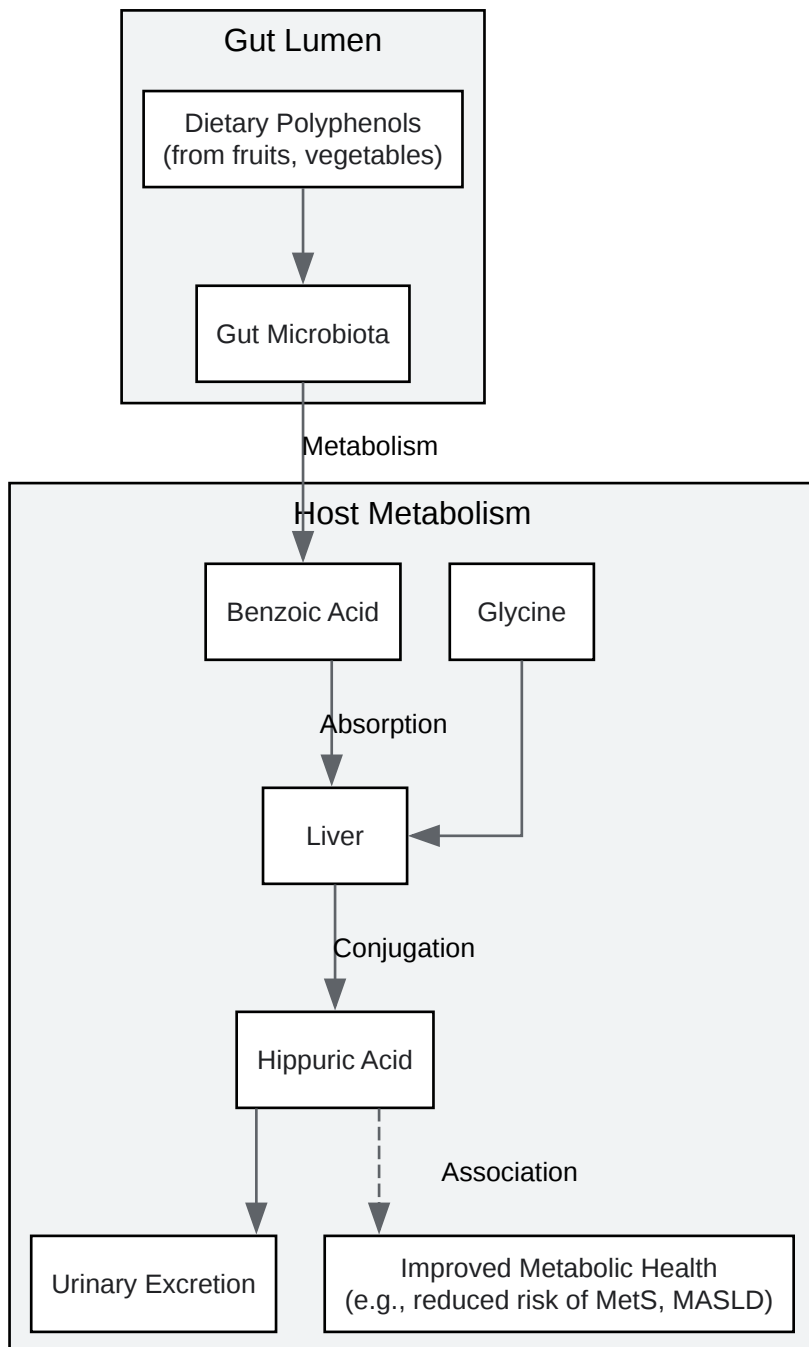 Gut Lumen
Dietary Polyphenols
(from fruits, vegetables)
Gut Microbiota
Metabolism
Host Metabolism
Benzoic Acid
Glycine
Absorption
Liver
Conjugation
Hippuric Acid
Association
Urinary Excretion
Improved Metabolic Health
(e.g., reduced risk of MetS, MASLD)